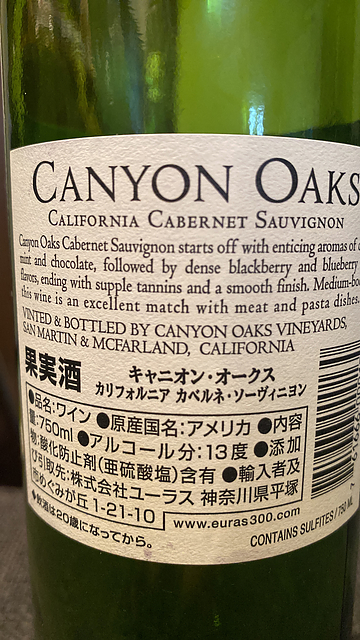 CANYON OAKS
CALIFORNIA CABERNET SAUVIGNON
Canyon Oaks Cabernet Sauvignon starts off with enticing aromas of
mint and chocolate, followed by dense blackberry and blueberry
flavors, ending with supple tannins and a smooth finish. Medium-bo
this wine is an excellent match with meat and pasta dishes.
VINTED & BOTTLED BY CANYON OAKS VINEYARDS,
SAN MARTIN & MCFARLAND, CALIFORNIA
果実酒
キャニオン・オークス
カリフォルニア カベルネ・ソーヴィニヨン
●品名:ワイン ●原産国名:アメリカ ●内容
量:750ml ●アルコール分:13度 ●添加
物:酸化防止剤(亜硫酸塩)含有 ●輸入者及
び引取先:株式会社ユーラス 神奈川県平塚
市めぐみが丘1-21-10
www.euras300.com
●飲酒は20歳になってから。
CONTAINS SULFITES / 750 ML